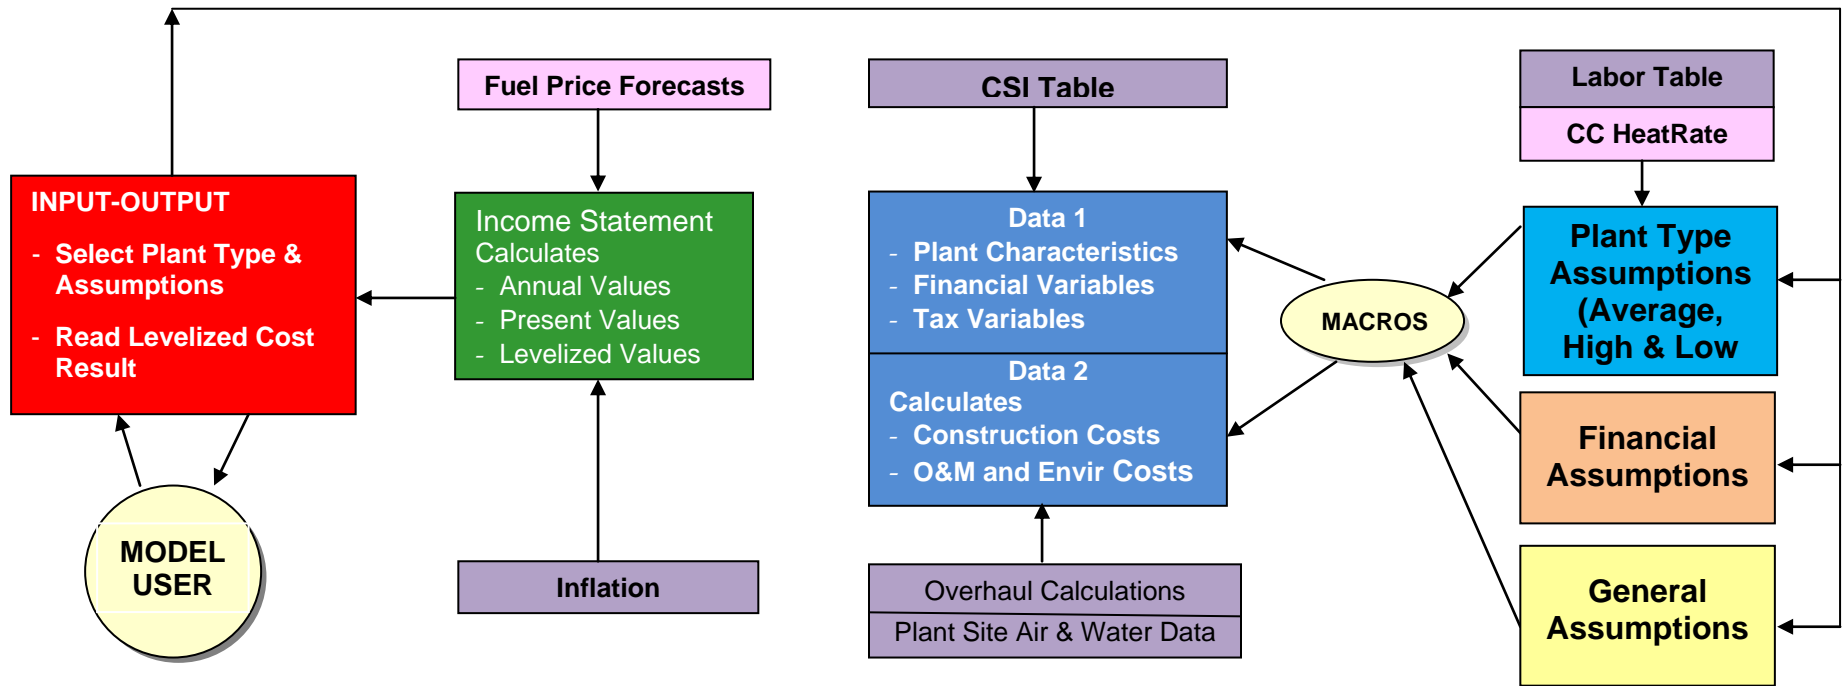 Fuel Price Forecasts
CSI Table
Labor Table
CC HeatRate
INPUT-OUTPUT
- Select Plant Type &
Assumptions
- Read Levelized Cost
Result
Income Statement
Calculates
- Annual Values
- Present Values
- Levelized Values
Data 1
- Plant Characteristics
- Financial Variables
- Tax Variables
Data 2
Calculates
- Construction Costs
- O&M and Envir Costs
MACROS
Plant Type
Assumptions
(Average,
High & Low
Financial
Assumptions
General
Assumptions
MODEL
USER
Inflation
Overhaul Calculations
Plant Site Air & Water Data